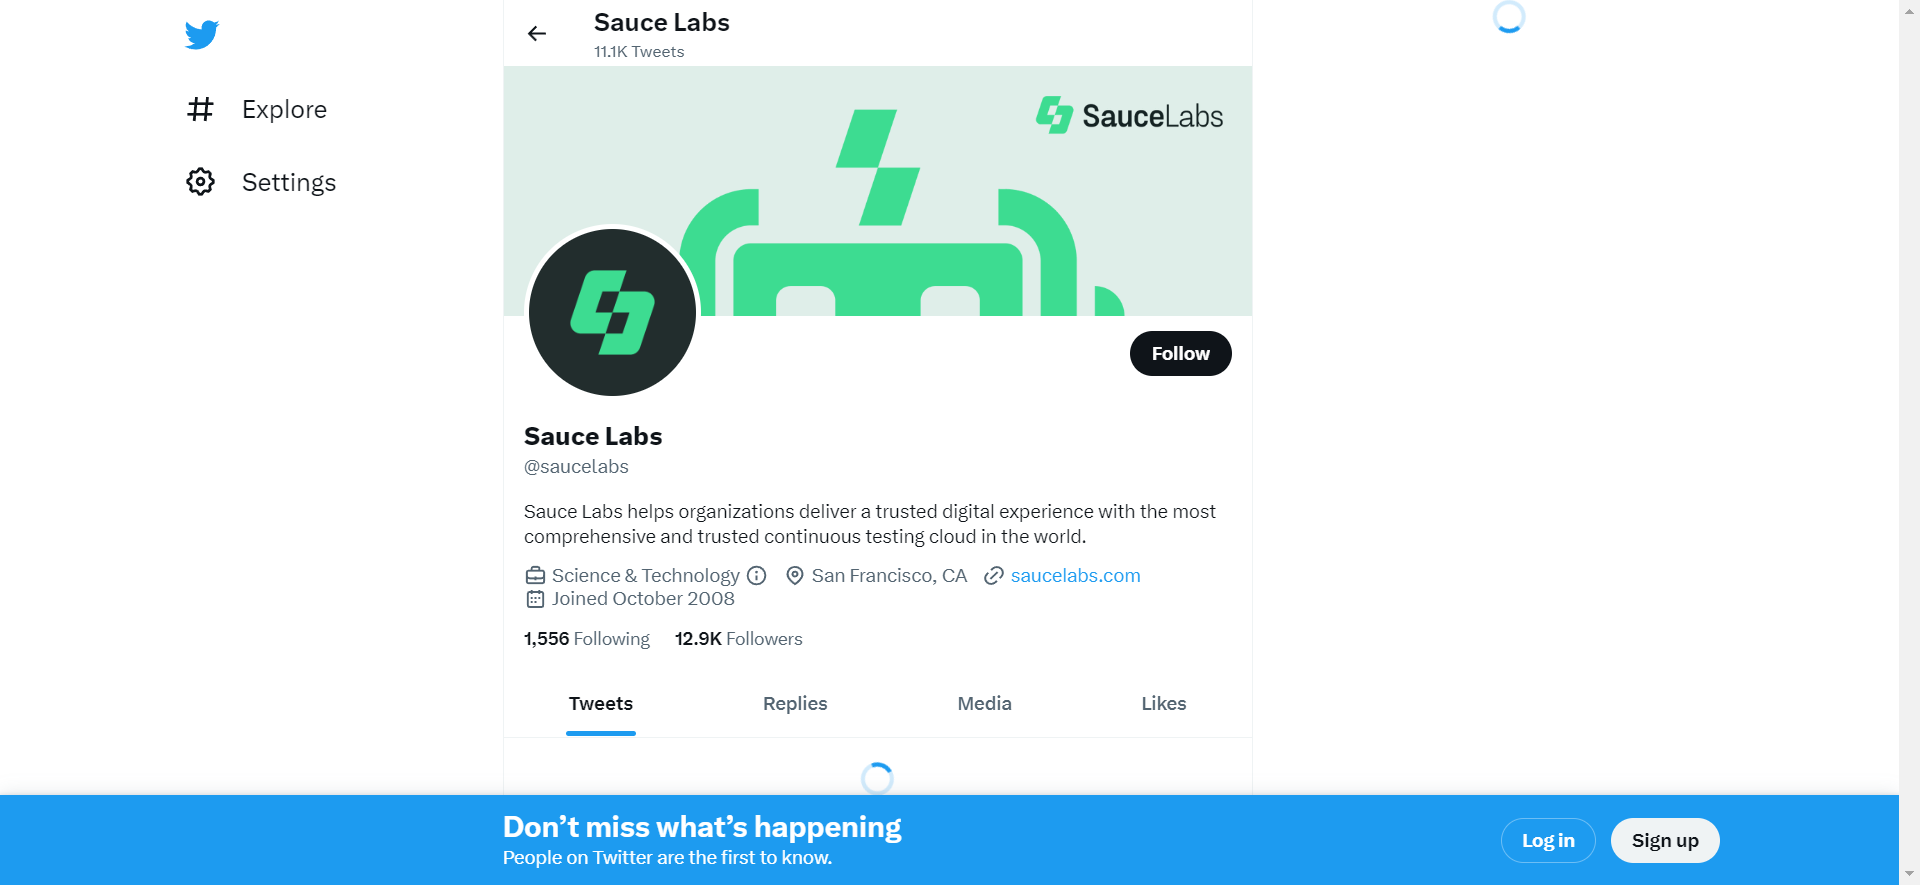 Sauce Labs
11.1K Tweets
Explore
Settings
SauceLabs
Follow
Sauce Labs
@saucelabs
Sauce Labs helps organizations deliver a trusted digital experience with the most
comprehensive and trusted continuous testing cloud in the world.
Science & Technology San Francisco, CA saucelabs.com
Joined October 2008
1,556 Following 12.9K Followers
Tweets Replies Media Likes
Don’t miss what’s happening
People on Twitter are the first to know.
Log in Sign up